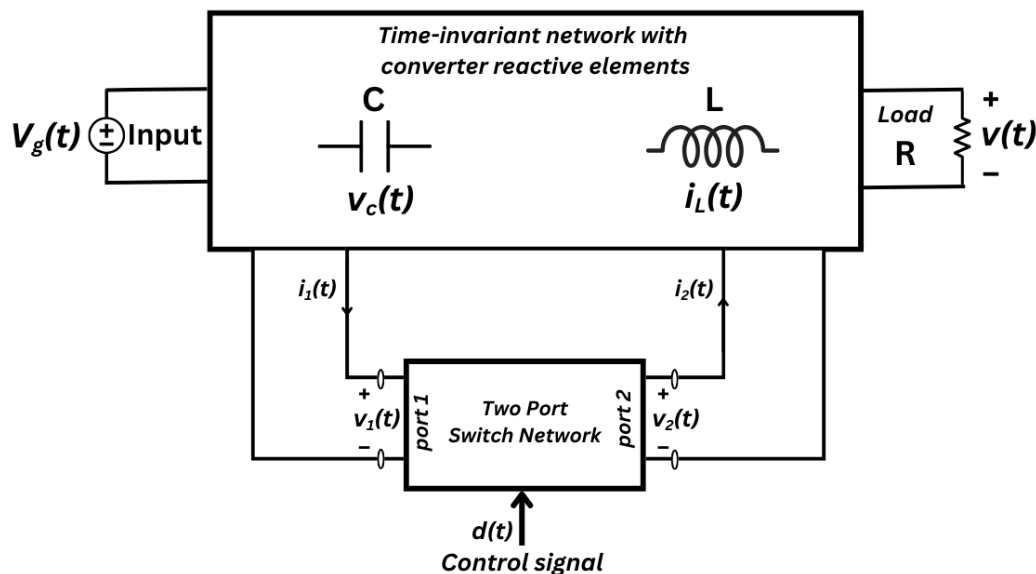 Time-invariant network with
converter reactive elements
C
L
V_g(t)
+
−
Input
v_c(t)
i_L(t)
Load
R
+
v(t)
−
i_1(t)
i_2(t)
+
v_1(t)
−
port 1
Two Port
Switch Network
port 2
+
v_2(t)
−
d(t)
Control signal